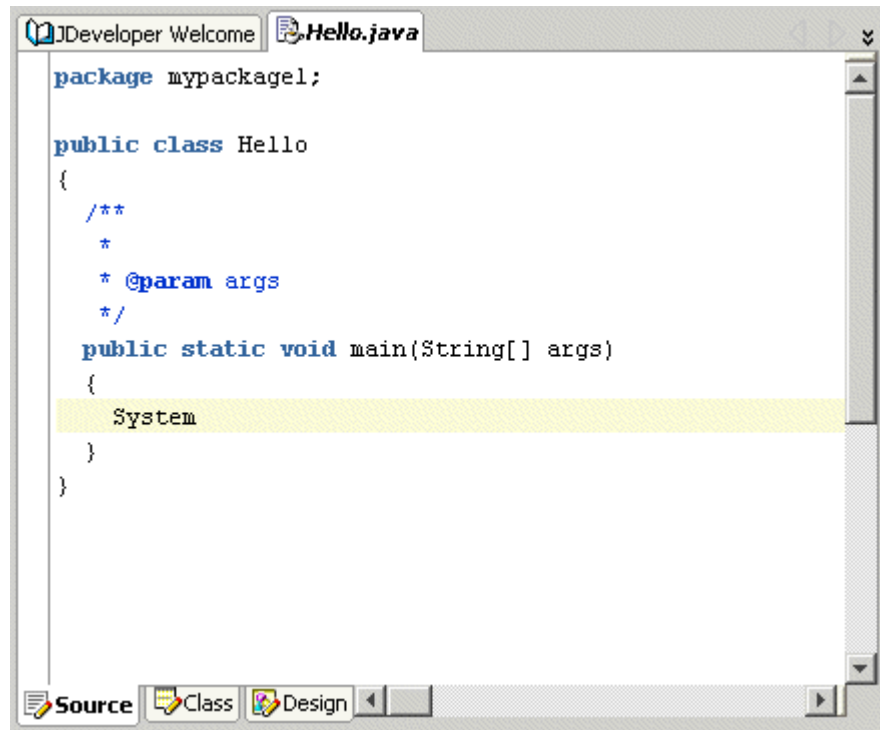 JDeveloper Welcome Hello.java
package mypackage1;
public class Hello
{
/**
*
* @param args
*/
public static void main(String[] args)
{
System
}
}
Source Class Design